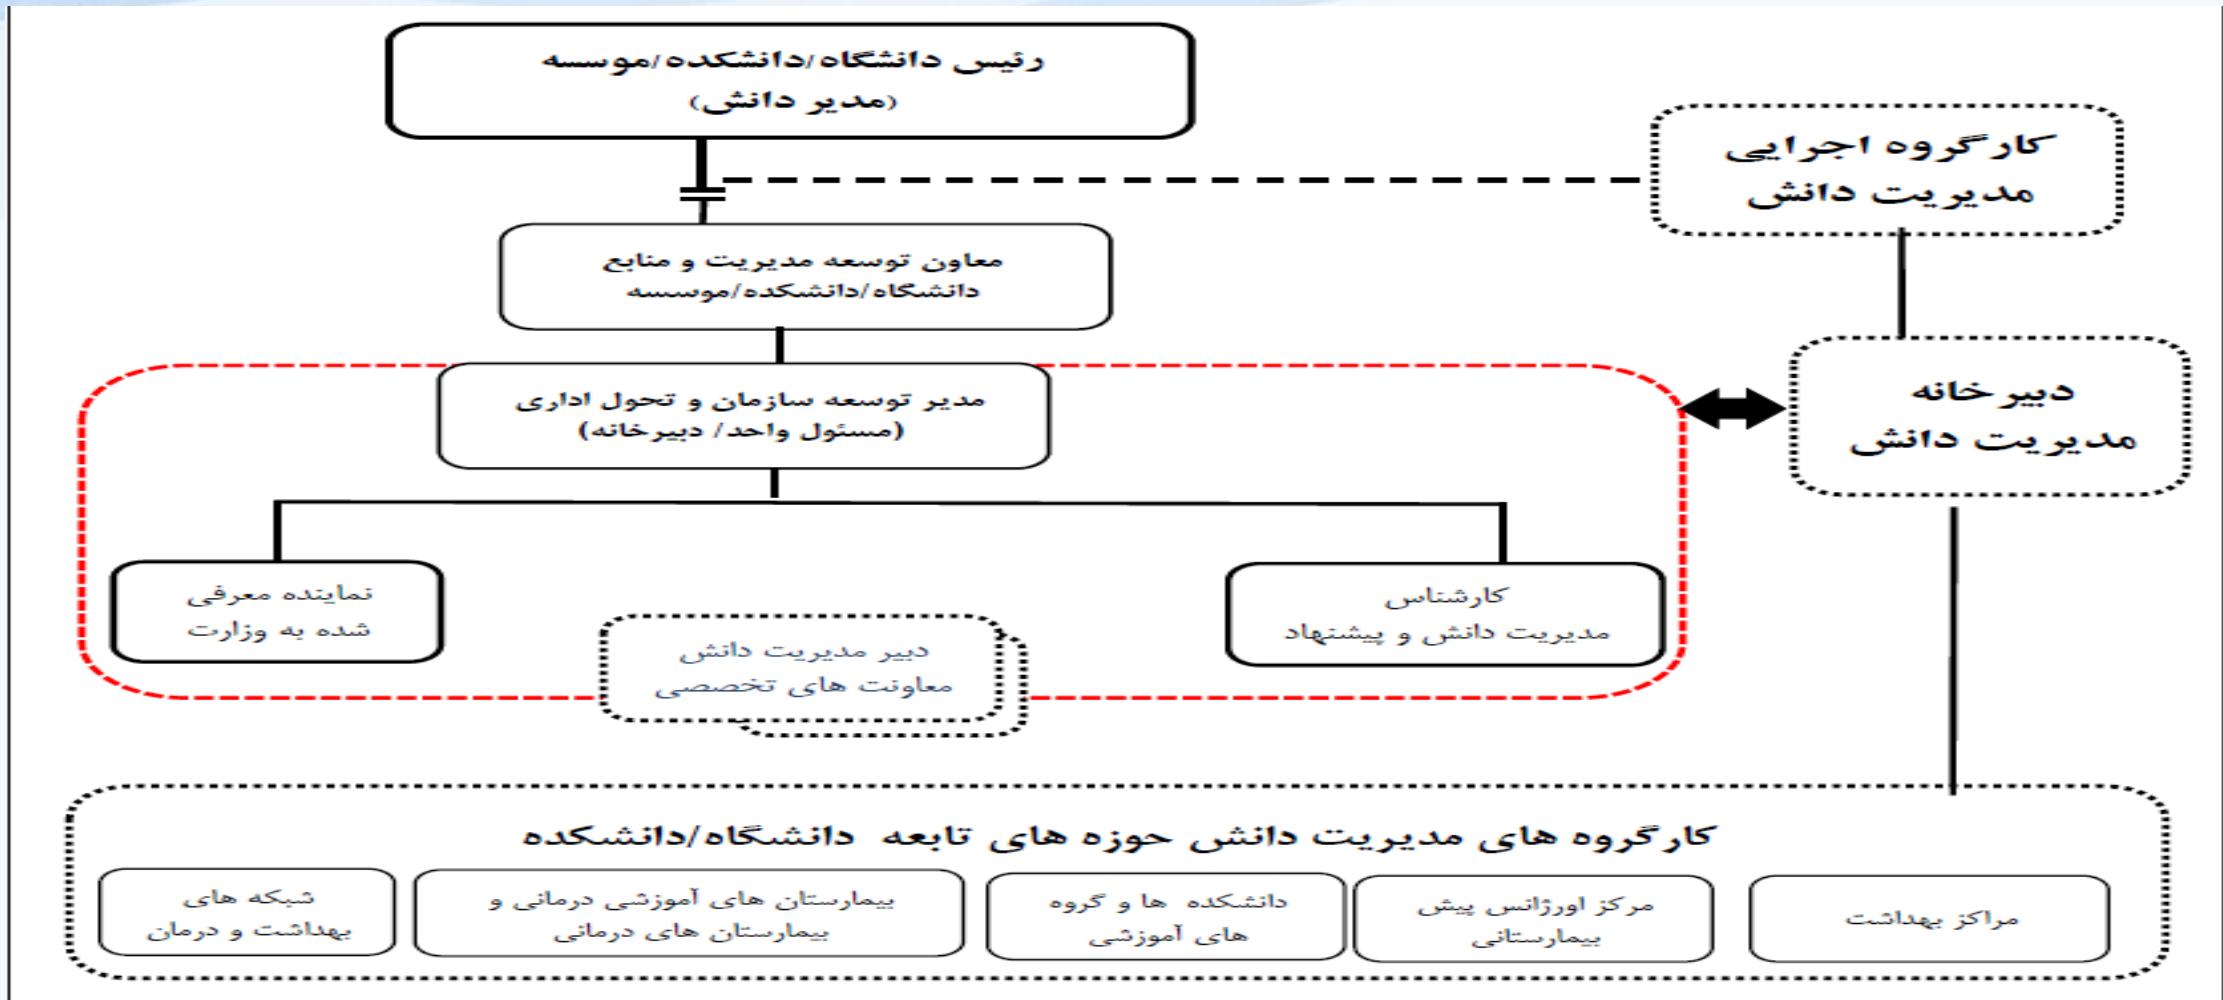 رئیس دانشگاه/دانشکده/موسسه
(مدیر دانش)
کارگروه اجرایی
مدیریت دانش
معاون توسعه مدیریت و منابع
دانشگاه/دانشکده/موسسه
مدیر توسعه سازمان و تحول اداری
(مسئول واحد/ دبیرخانه)
دبیرخانه
مدیریت دانش
کارشناس
مدیریت دانش و پیشنهاد
دبیر مدیریت دانش
معاونت های تخصصی
نماینده معرفی
شده به وزارت
کارگروه های مدیریت دانش حوزه های تابعه دانشگاه/دانشکده
مراکز بهداشت
مرکز اورژانس پیش
بیمارستانی
دانشکده ها و گروه
های آموزشی
بیمارستان های آموزشی درمانی و
بیمارستان های درمانی
شبکه های
بهداشت و درمان